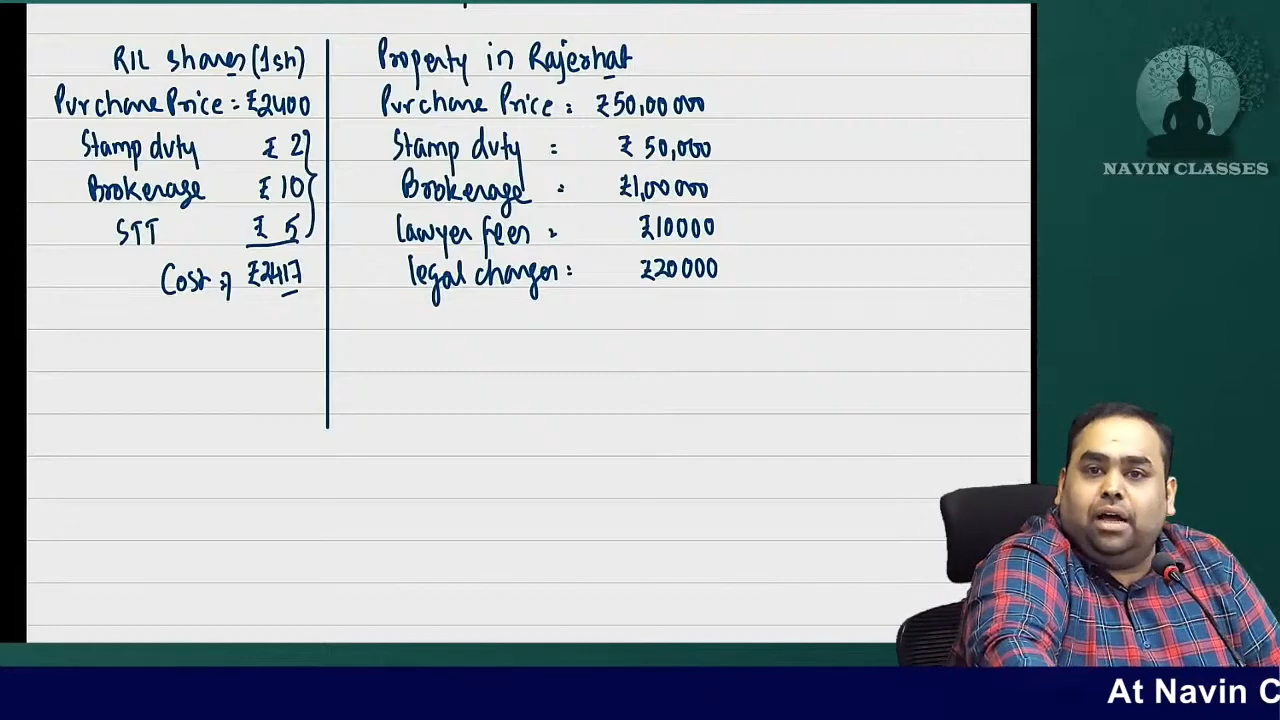 RIL Shares (1sh)
Purchase Price = ₹2400
Stamp duty ₹ 2
Brokerage ₹ 10
STT ₹ 5
Cost :) ₹2417
Property in Rajerhat
Purchase Price : ₹50,00 000
Stamp duty : ₹ 50,000
Brokerage : ₹1,00 000
Lawyer fees : ₹10000
legal charges : ₹20000
NAVIN CLASSES
At Navin C